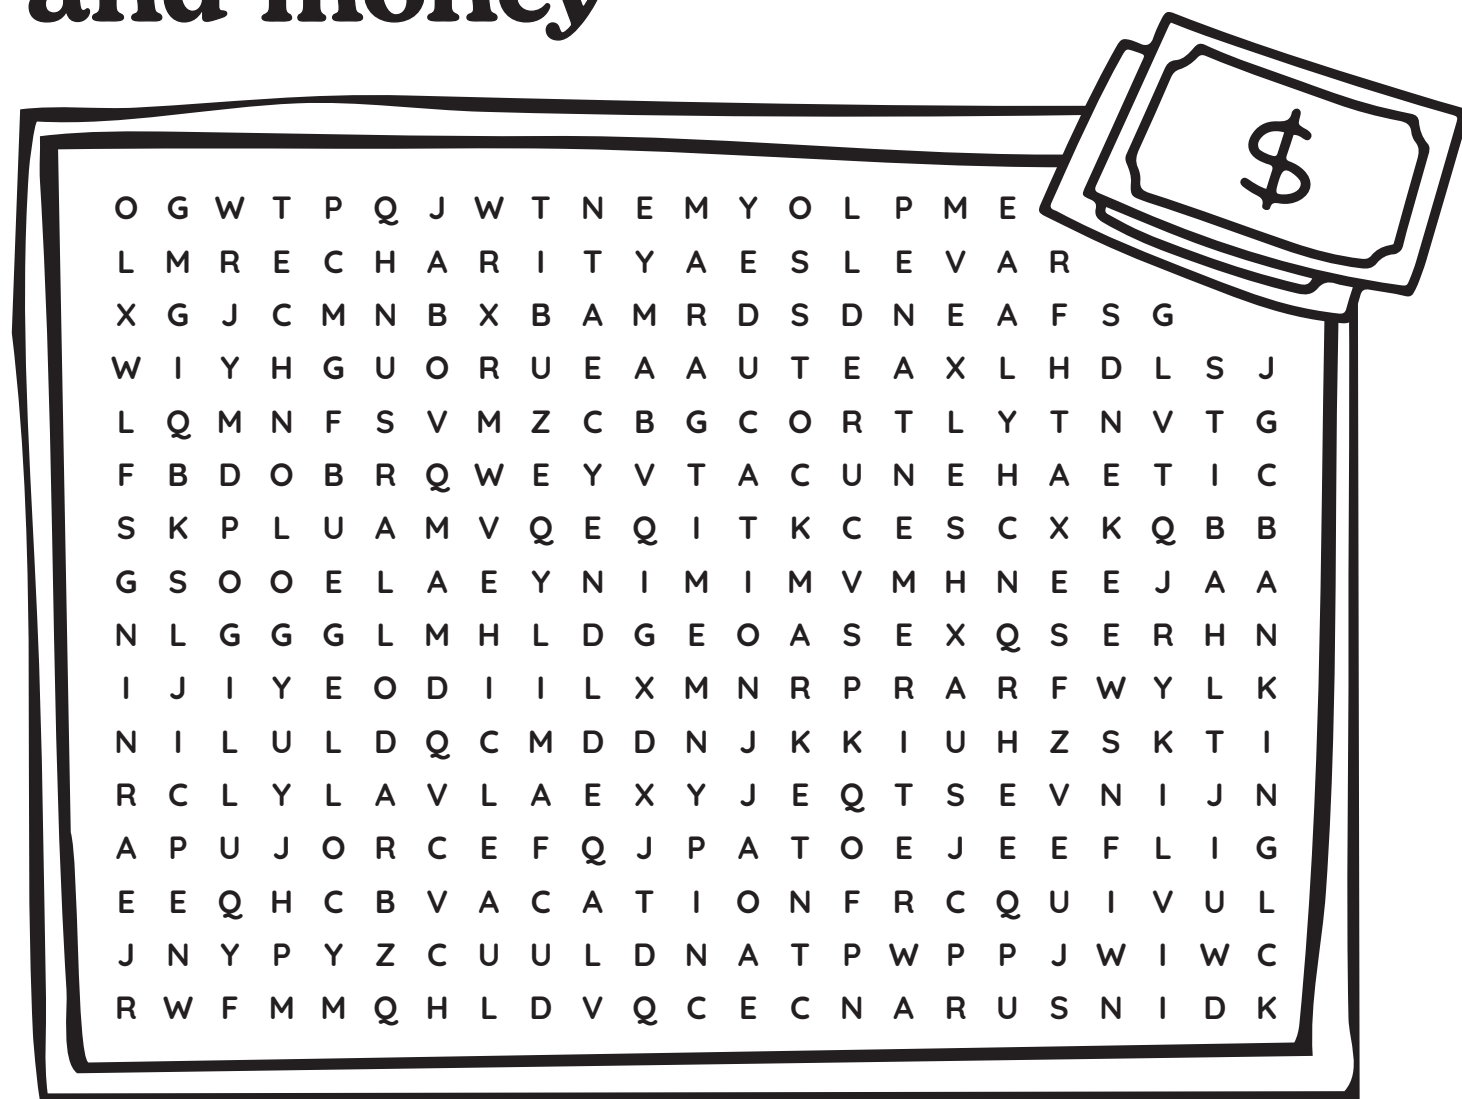 and money
$
O G W T P Q J W T N E M Y O L P M E
L M R E C H A R I T Y A E S L E V A R
X G J C M N B X B A M R D S D N E A F S G
W I Y H G U O R U E A A U T E A X L H D L S J
L Q M N F S V M Z C B G C O R T L Y T N V T G
F B D O B R Q W E Y V T A C U N E H A E T I C
S K P L U A M V Q E Q I T K C E S C X K Q B B
G S O O E L A E Y N I M I M V M H N E E J A A
N L G G G L M H L D G E O A S E X Q S E R H N
I J I Y E O D I I L X M N R P R A R F W Y L K
N I L U L D Q C M D D N J K K I U H Z S K T I
R C L Y L A V L A E X Y J E Q T S E V N I J N
A P U J O R C E F Q J P A T O E J E E F L I G
E E Q H C B V A C A T I O N F R C Q U I V U L
J N Y P Y Z C U U L D N A T P W P P J W I W C
R W F M M Q H L D V Q C E C N A R U S N I D K